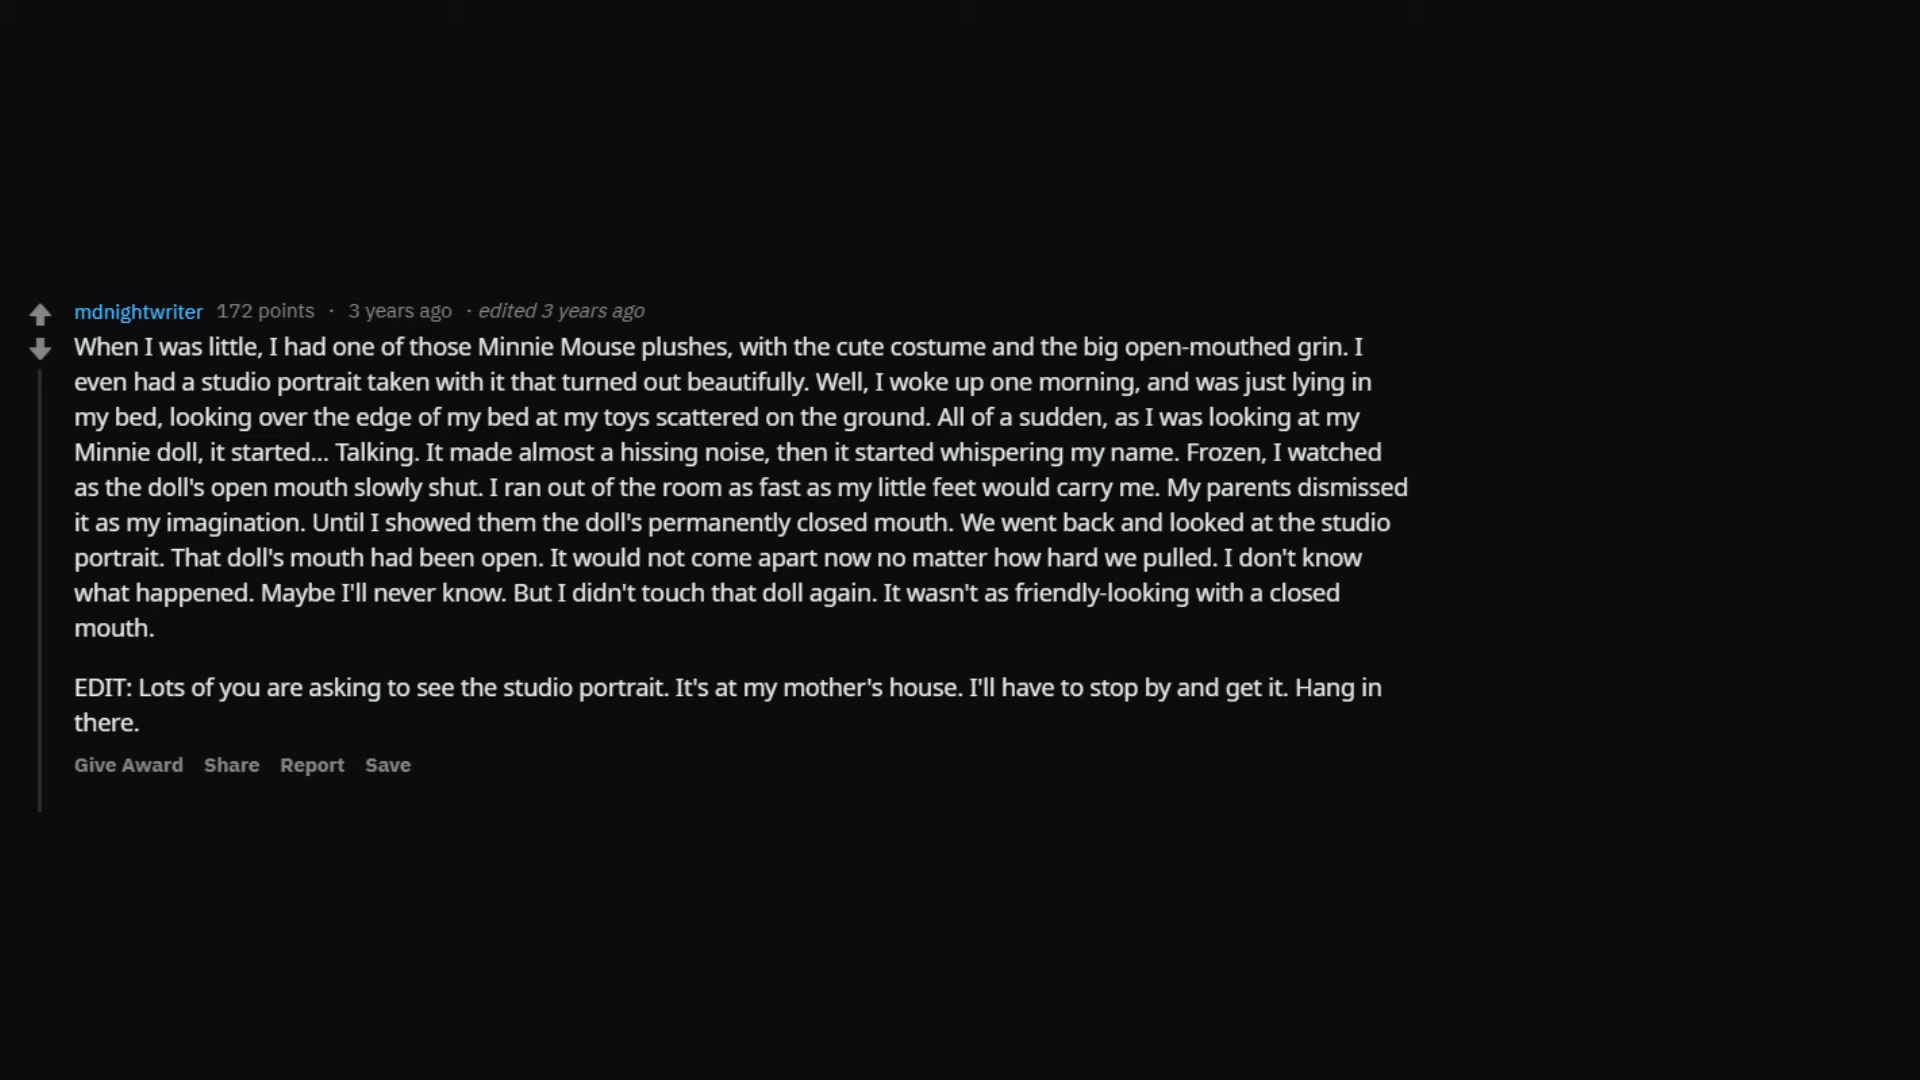 mdnightwriter 172 points · 3 years ago · edited 3 years ago
When I was little, I had one of those Minnie Mouse plushes, with the cute costume and the big open-mouthed grin. I
even had a studio portrait taken with it that turned out beautifully. Well, I woke up one morning, and was just lying in
my bed, looking over the edge of my bed at my toys scattered on the ground. All of a sudden, as I was looking at my
Minnie doll, it started... Talking. It made almost a hissing noise, then it started whispering my name. Frozen, I watched
as the doll's open mouth slowly shut. I ran out of the room as fast as my little feet would carry me. My parents dismissed
it as my imagination. Until I showed them the doll's permanently closed mouth. We went back and looked at the studio
portrait. That doll's mouth had been open. It would not come apart now no matter how hard we pulled. I don't know
what happened. Maybe I'll never know. But I didn't touch that doll again. It wasn't as friendly-looking with a closed
mouth.
EDIT: Lots of you are asking to see the studio portrait. It's at my mother's house. I'll have to stop by and get it. Hang in
there.
Give Award Share Report Save